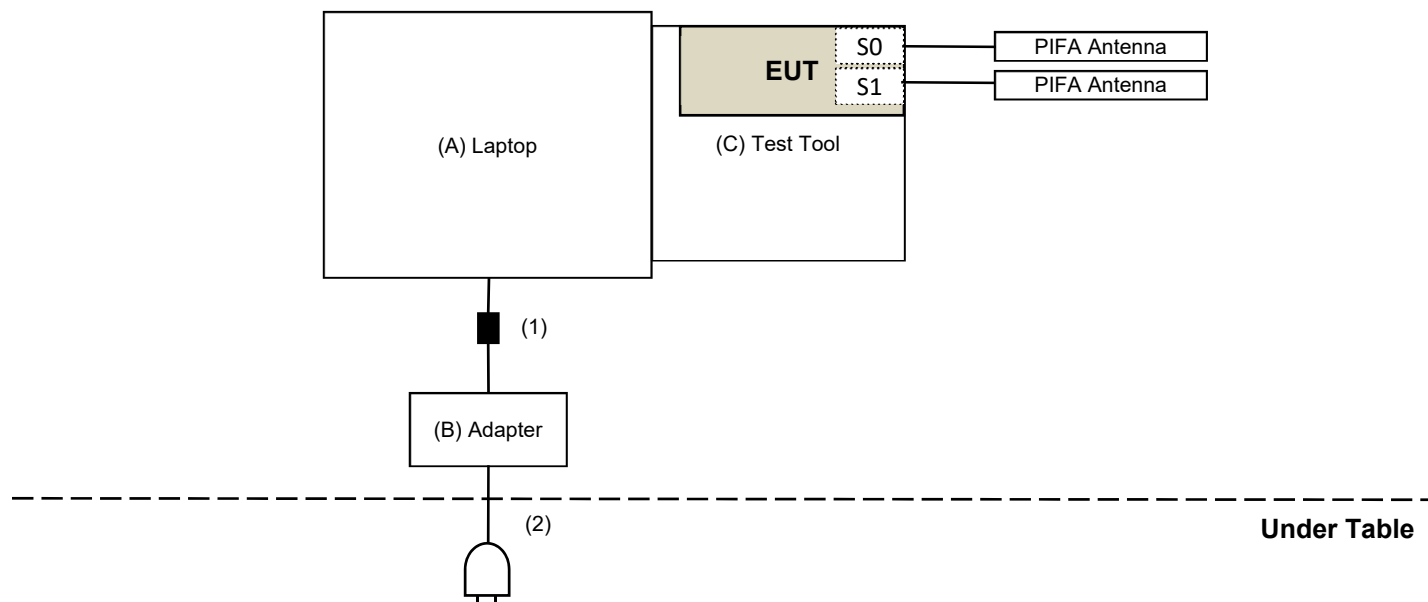 S0
PIFA Antenna
EUT
S1
PIFA Antenna
(A) Laptop
(C) Test Tool
(1)
(B) Adapter
(2)
Under Table